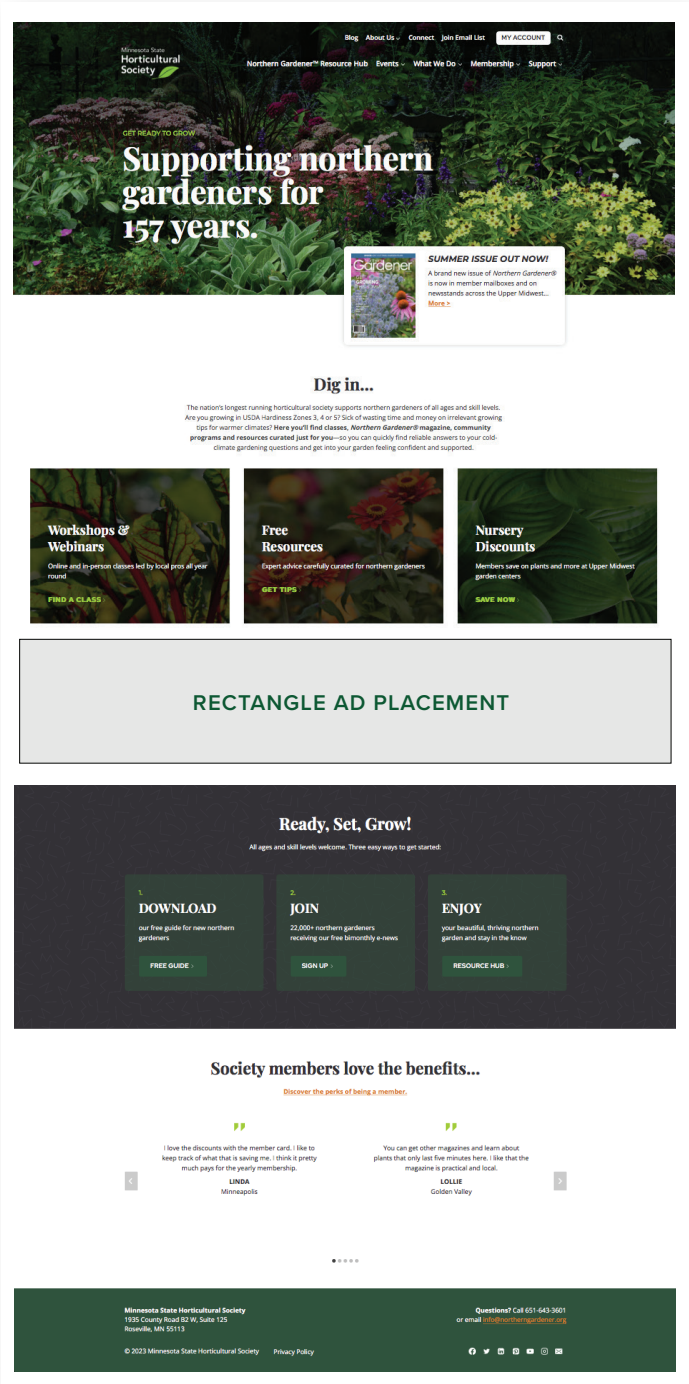 Blog About Us Connect Join Email List MY ACCOUNT
Minnesota State
Horticultural
Society
Northern Gardener™ Resource Hub Events What We Do Membership Support
GET READY TO GROW
Supporting northern
gardeners for
157 years.
Gardener
SUMMER ISSUE OUT NOW!
A brand new issue of Northern Gardener®
is now in member mailboxes and on
newsstands across the Upper Midwest...
More >
Dig in...
The nation's longest running horticultural society supports northern gardeners of all ages and skill levels.
Are you growing in USDA Hardiness Zones 3, 4 or 5? Sick of wasting time and money on irrelevant growing
tips for warmer climates? Here you'll find classes, Northern Gardener® magazine, community
programs and resources curated just for you—so you can quickly find reliable answers to your cold-
climate gardening questions and get into your garden feeling confident and supported.
Workshops &
Webinars
Online and in-person classes led by local pros all year
round
FIND A CLASS ›
Free
Resources
Expert advice carefully curated for northern gardeners
GET TIPS ›
Nursery
Discounts
Members save on plants and more at Upper Midwest
garden centers
SAVE NOW ›
RECTANGLE AD PLACEMENT
Ready, Set, Grow!
All ages and skill levels welcome. Three easy ways to get started:
1.
DOWNLOAD
our free guide for new northern
gardeners
FREE GUIDE ›
2.
JOIN
22,000+ northern gardeners
receiving our free bimonthly e-news
SIGN UP ›
3.
ENJOY
your beautiful, thriving northern
garden and stay in the know
RESOURCE HUB ›
Society members love the benefits...
Discover the perks of being a member.
I love the discounts with the member card. I like to
keep track of what that is saving me. I think it pretty
much pays for the yearly membership.
LINDA
Minneapolis
You can get other magazines and learn about
plants that only last five minutes here. I like that the
magazine is practical and local.
LOLLIE
Golden Valley
Minnesota State Horticultural Society
1935 County Road B2 W, Suite 125
Roseville, MN 55113
Questions? Call 651-643-3601
or email info@northerngardener.org
© 2023 Minnesota State Horticultural Society Privacy Policy